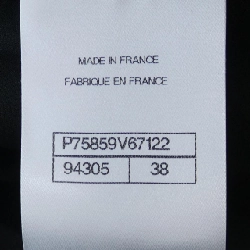 MADE IN FRANCE
FABRIQUE EN FRANCE
P75859V67122
94305 38